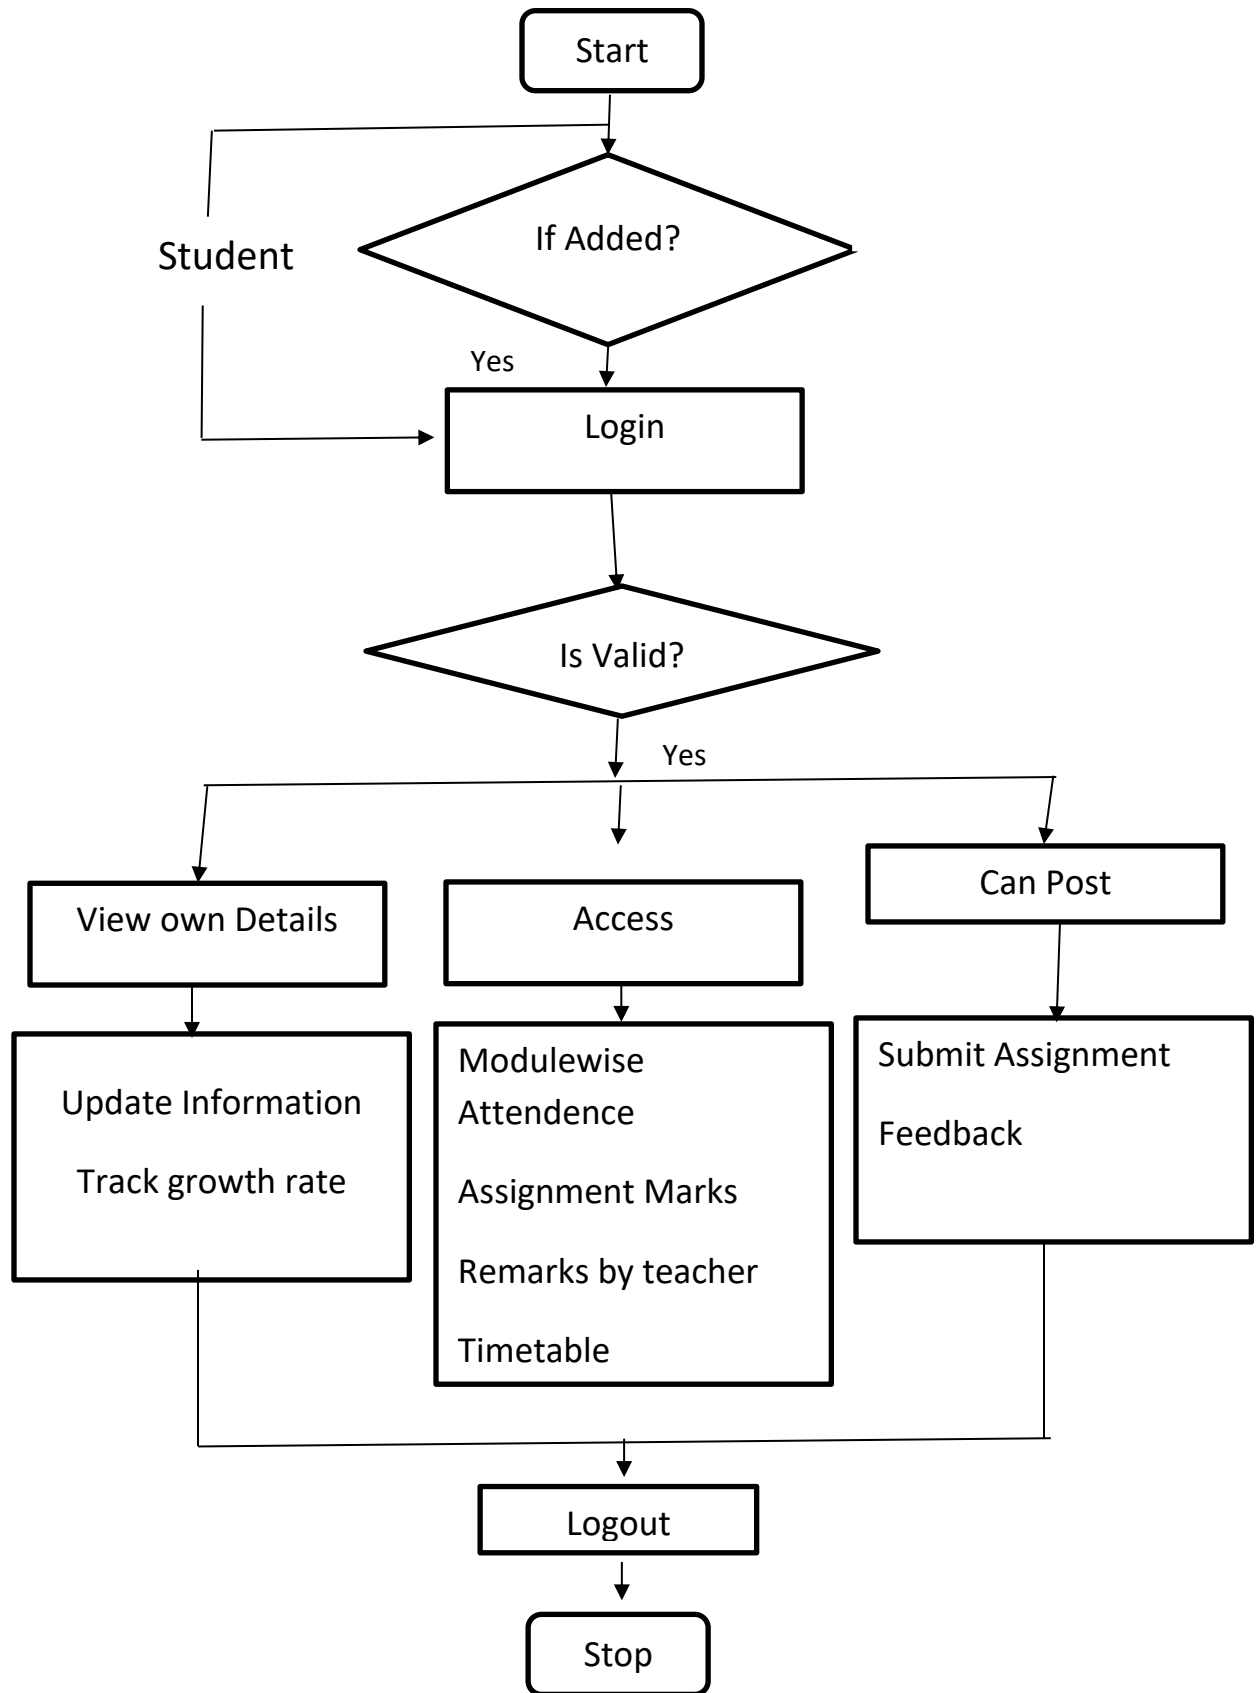 Start
If Added?
Student
Yes
Login
Is Valid?
Yes
View own Details
Access
Can Post
Update Information
Track growth rate
Modulewise
Attendence
Assignment Marks
Remarks by teacher
Timetable
Submit Assignment
Feedback
Logout
Stop